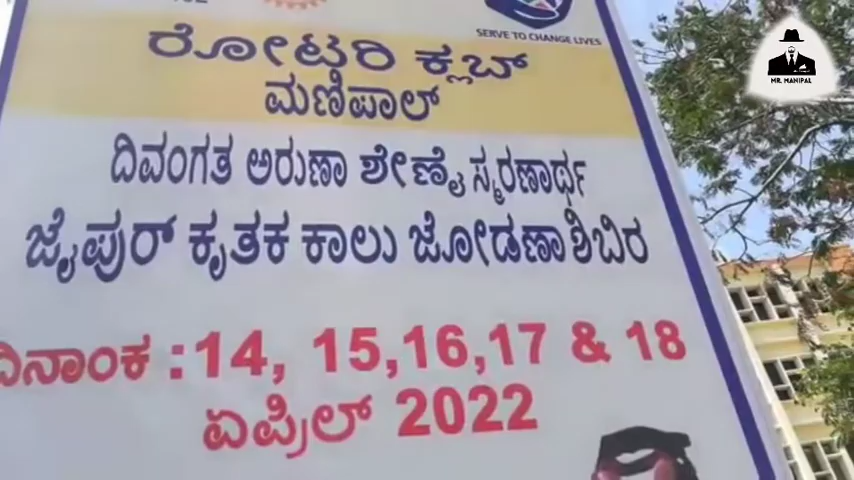 SERVE TO CHANGE LIVES
ರೋಟರಿ ಕ್ಲಬ್
ಮಣಿಪಾಲ್
ದಿವಂಗತ ಅರುಣಾ ಶೇಣೈ ಸ್ಮರಣಾರ್ಥ
ಜೈಪುರ್ ಕೃತಕ ಕಾಲು ಜೋಡಣಾ ಶಿಬಿರ
ದಿನಾಂಕ : 14, 15, 16, 17 & 18
ಏಪ್ರಿಲ್ 2022
MR. MANIPAL